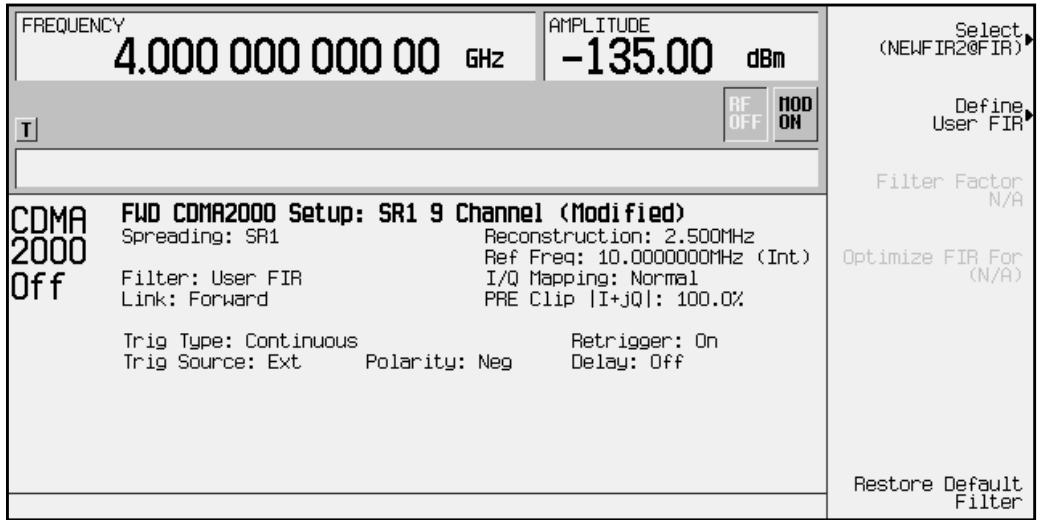 FREQUENCY
4.000 000 000 00 GHz
AMPLITUDE
-135.00 dBm
RF OFF
MOD ON
T
CDMA
2000
Off
FWD CDMA2000 Setup: SR1 9 Channel (Modified)
Spreading: SR1
Reconstruction: 2.500MHz
Ref Freq: 10.0000000MHz (Int)
Filter: User FIR
I/Q Mapping: Normal
Link: Forward
PRE Clip |I+jQ|: 100.0%
Trig Type: Continuous
Retrigger: On
Trig Source: Ext
Polarity: Neg
Delay: Off
Select
(NEWFIR2@FIR)
Define
User FIR
Filter Factor
N/A
Optimize FIR For
(N/A)
Restore Default
Filter